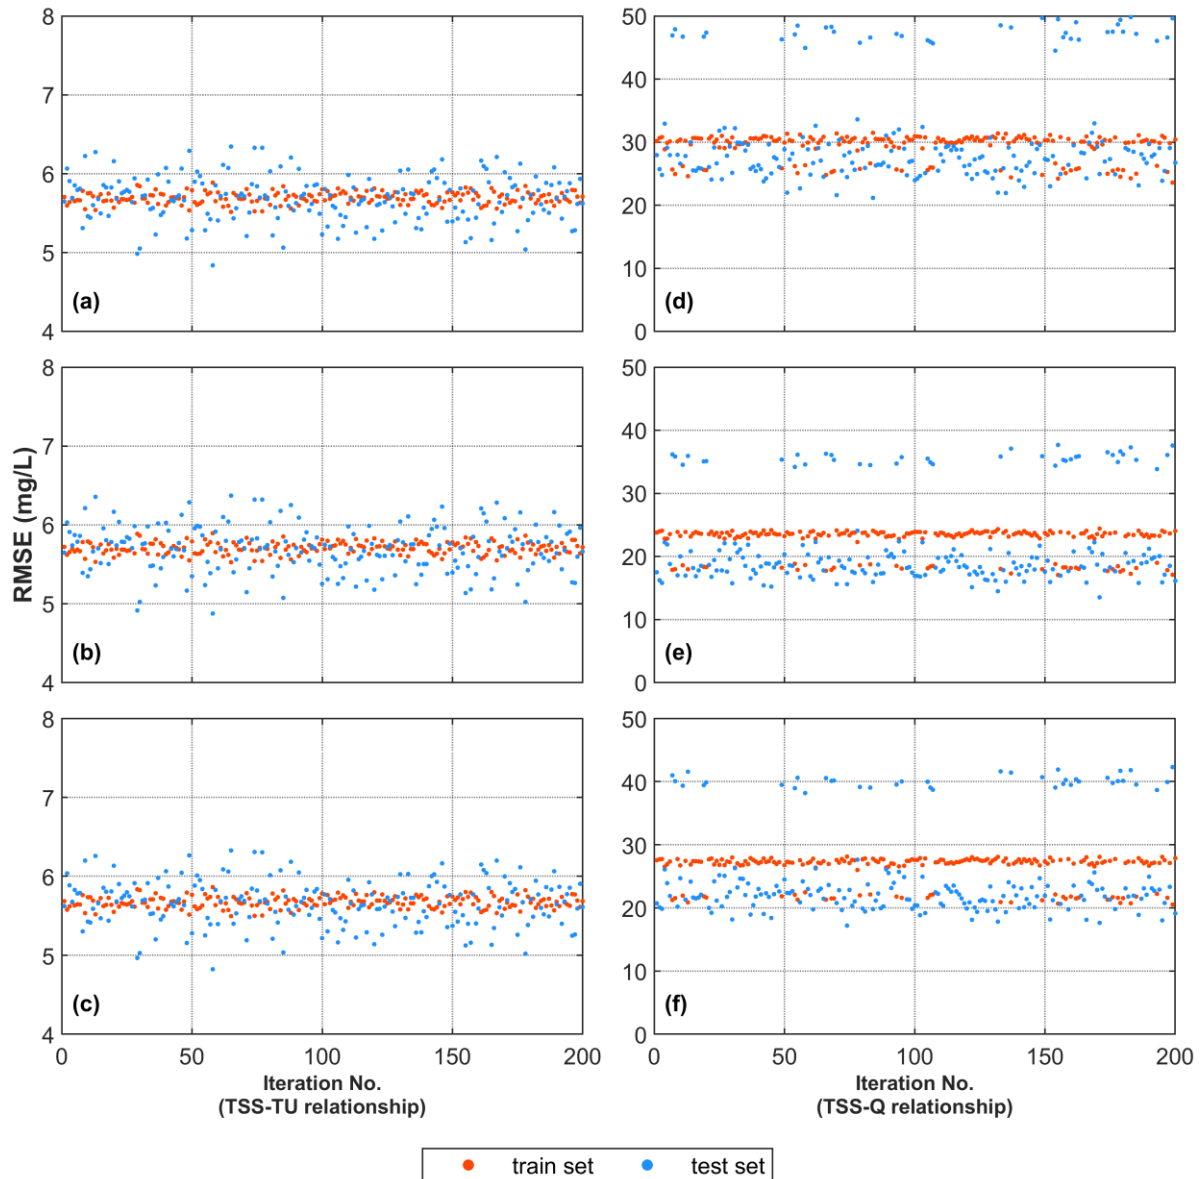 8
7
6
5
4
(a)
50
40
30
20
10
0
(d)
RMSE (mg/L)
8
7
6
5
4
(b)
50
40
30
20
10
0
(e)
8
7
6
5
4
(c)
0 50 100 150 200
Iteration No.
(TSS-TU relationship)
50
40
30
20
10
0
(f)
0 50 100 150 200
Iteration No.
(TSS-Q relationship)
train set test set